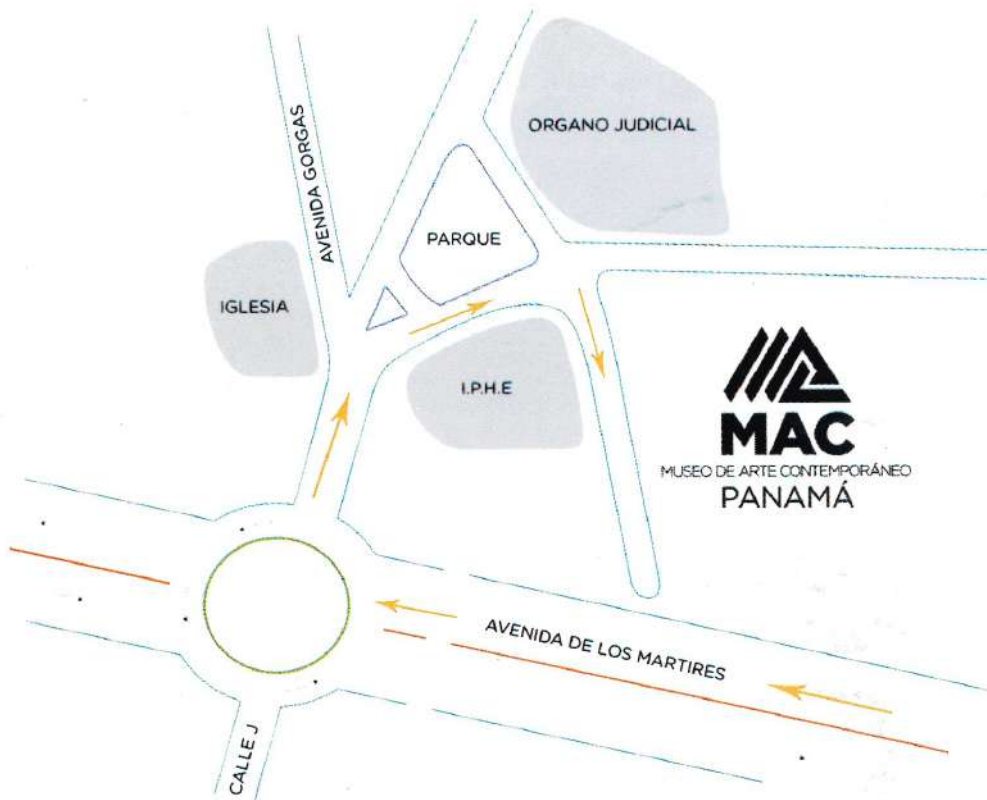 ORGANO JUDICIAL
AVENIDA GORGAS
PARQUE
IGLESIA
I.P.H.E
MAC
MUSEO DE ARTE CONTEMPORÁNEO
PANAMÁ
AVENIDA DE LOS MARTIRES
CALLE J